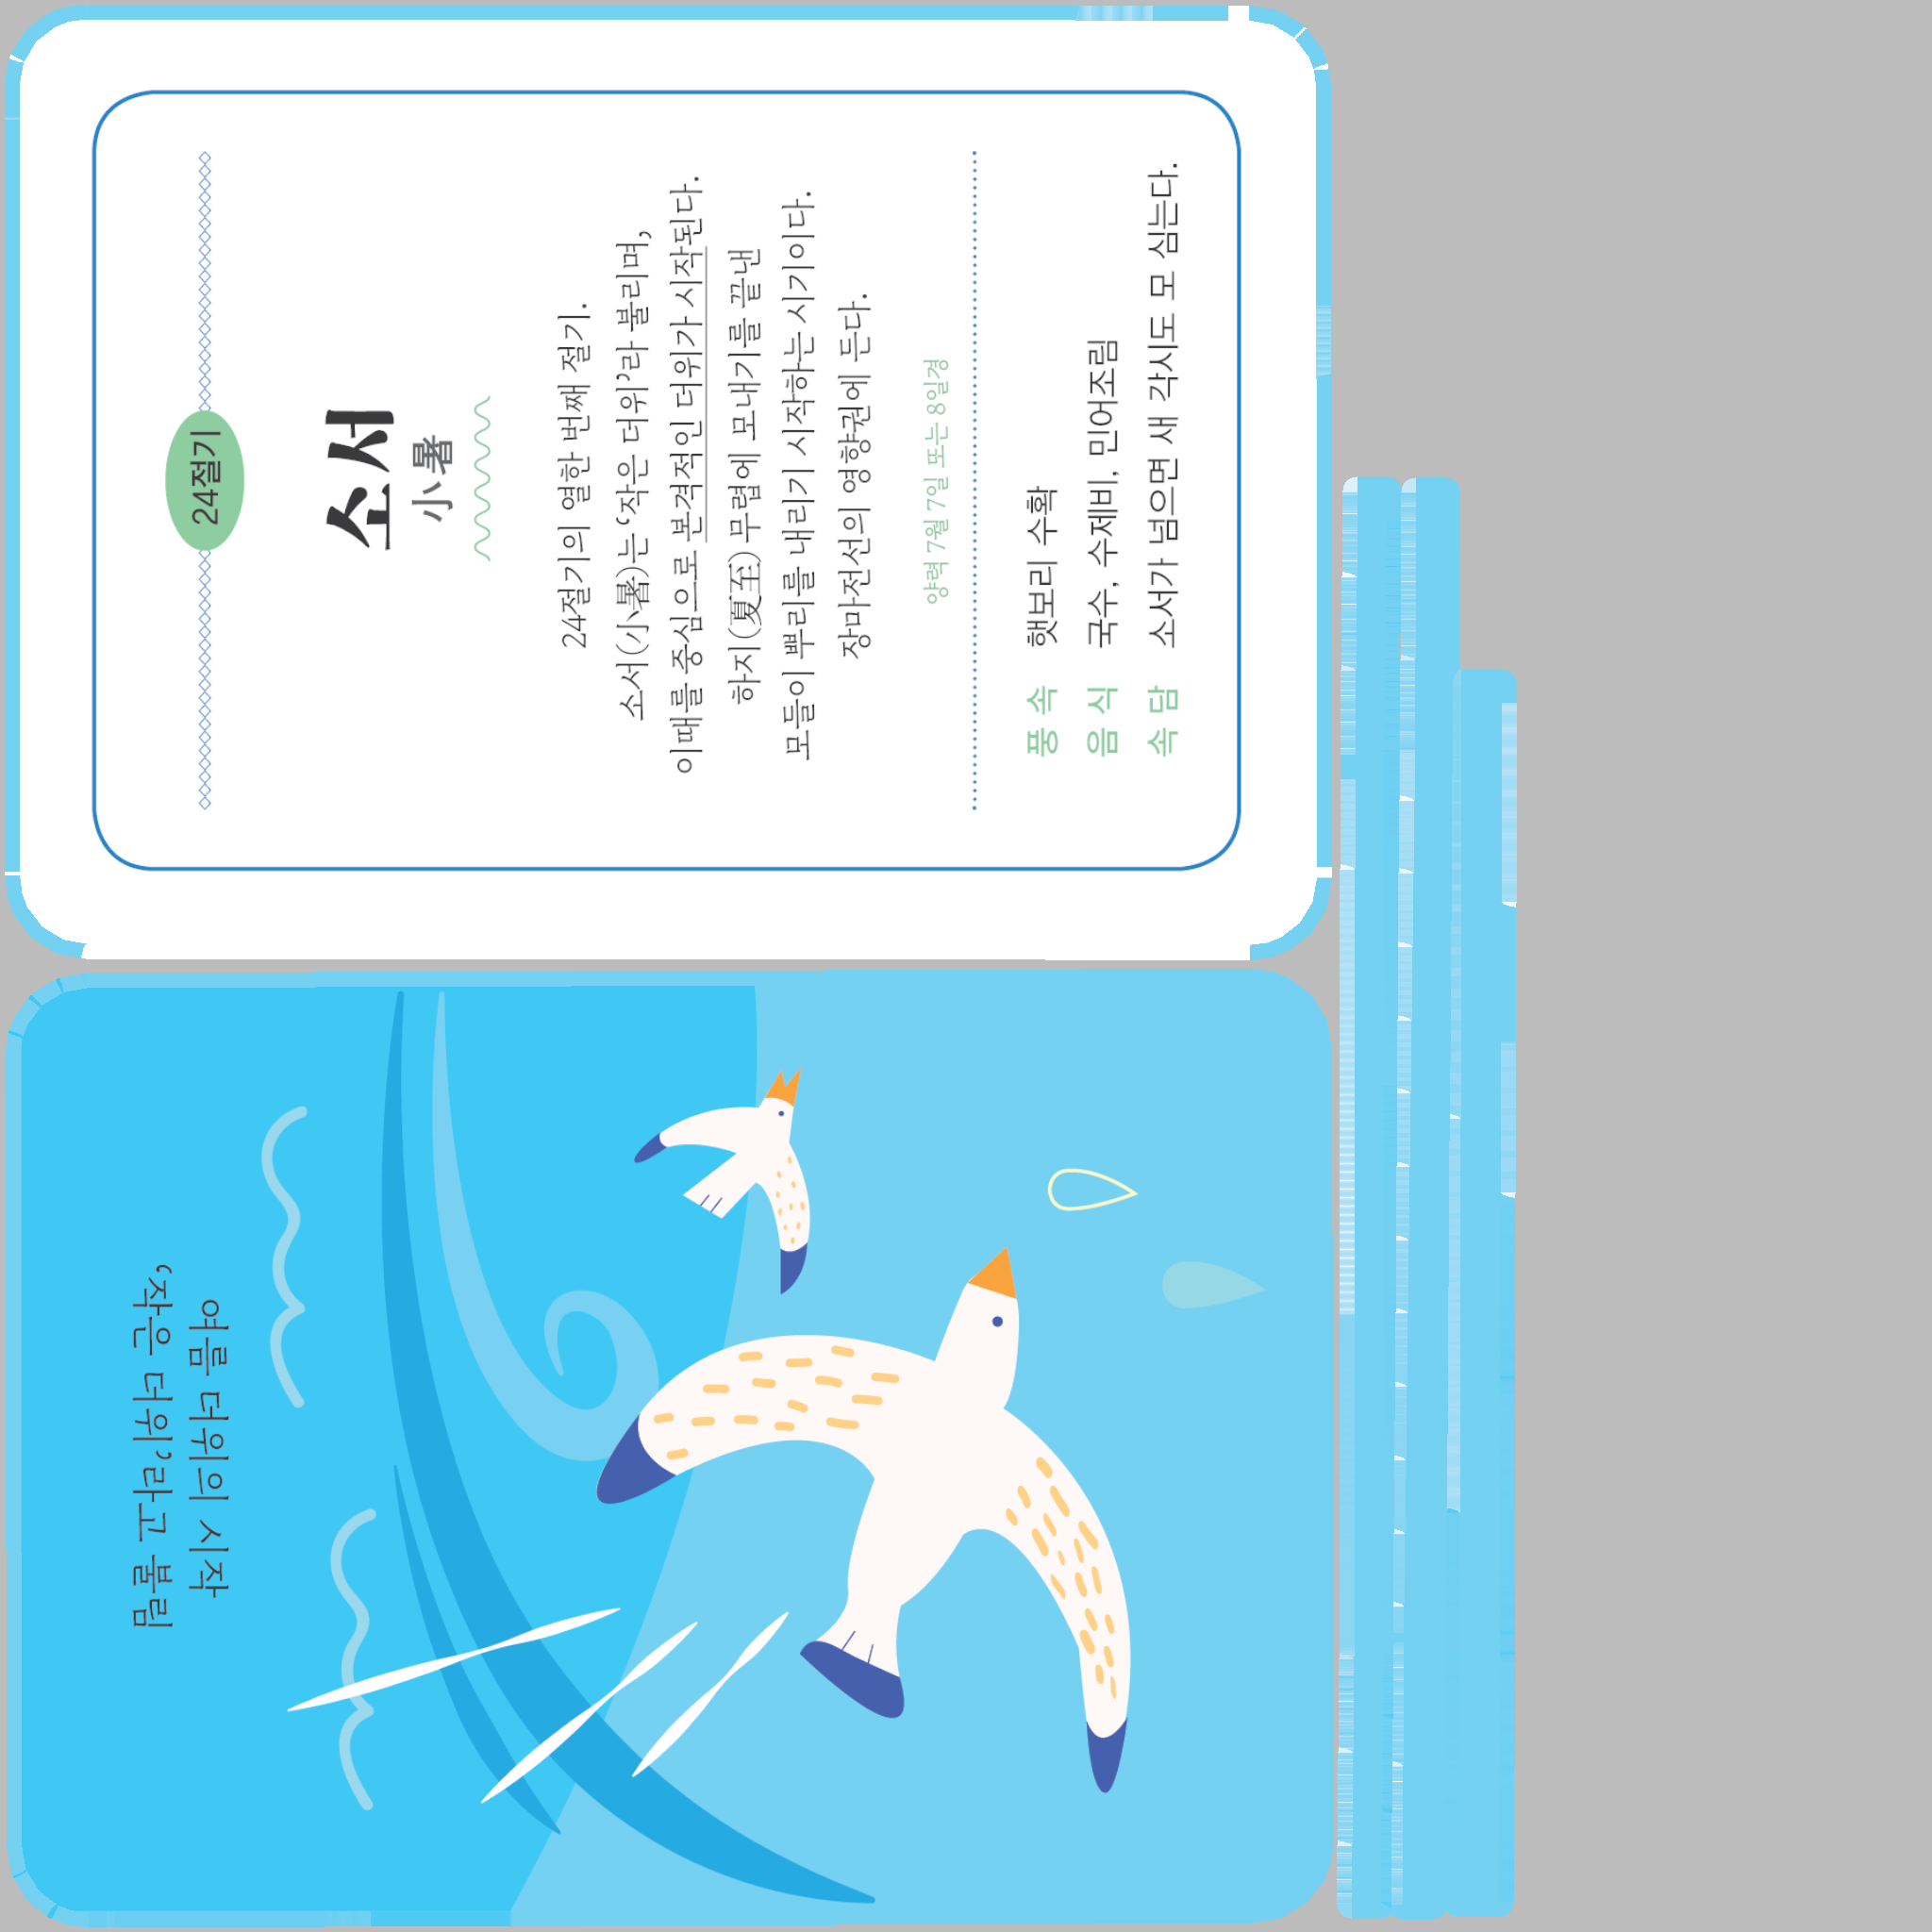 24절기
소서
小暑
24절기의 열한 번째 절기.
소서(小暑)는 ‘작은 더위’라 불리며,
이때를 중심으로 본격적인 더위가 시작된다.
하지(夏至) 무렵에 모내기를 끝낸
모들이 뿌리를 내리기 시작하는 시기이다.
장마전선의 영향권에 든다.
양력 7월 7일 또는 8일경
풍속 햇보리 수확
음식 국수, 수제비, 민어조림
속담 소서가 넘으면 새 각시도 모 심는다.
여름 더위의 시작
‘작은 더위’라고 불림